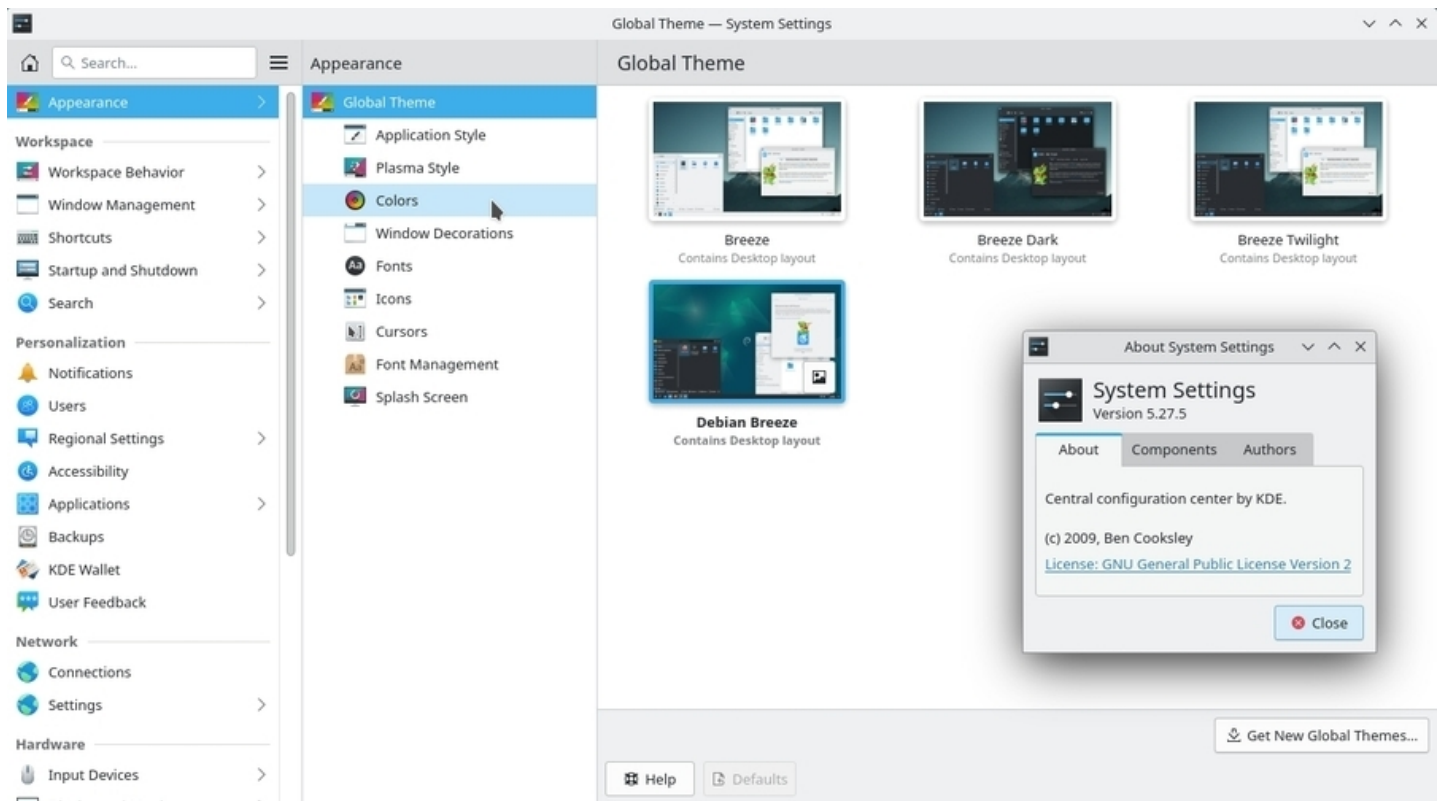 Global Theme — System Settings
Search...
Appearance
Workspace
Workspace Behavior
Window Management
Shortcuts
Startup and Shutdown
Search
Personalization
Notifications
Users
Regional Settings
Accessibility
Applications
Backups
KDE Wallet
User Feedback
Network
Connections
Settings
Hardware
Input Devices
Appearance
Global Theme
Application Style
Plasma Style
Colors
Window Decorations
Fonts
Icons
Cursors
Font Management
Splash Screen
Global Theme
Breeze
Contains Desktop layout
Breeze Dark
Contains Desktop layout
Breeze Twilight
Contains Desktop layout
Debian Breeze
Contains Desktop layout
About System Settings
System Settings
Version 5.27.5
About Components Authors
Central configuration center by KDE.
(c) 2009, Ben Cooksley
License: GNU General Public License Version 2
Close
Get New Global Themes...
Help Defaults